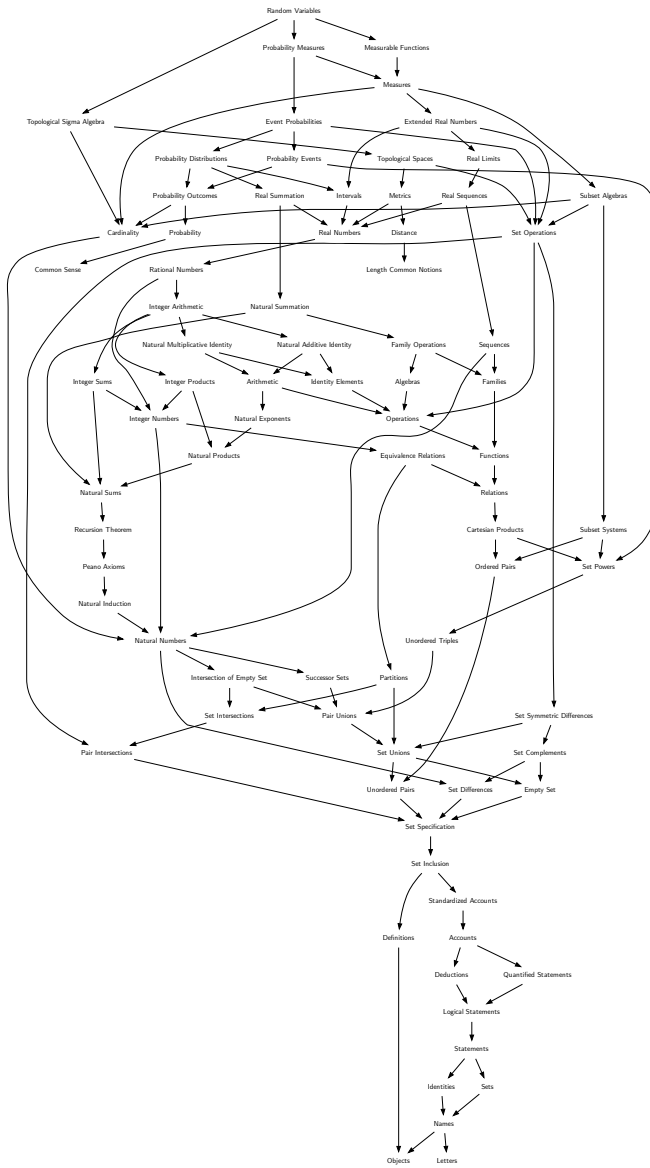 Random Variables
Probability Measures
Measurable Functions
Measures
Topological Sigma Algebra
Event Probabilities
Extended Real Numbers
Probability Distributions
Probability Events
Topological Spaces
Real Limits
Probability Outcomes
Real Summation
Intervals
Metrics
Real Sequences
Subset Algebras
Cardinality
Probability
Real Numbers
Distance
Set Operations
Common Sense
Rational Numbers
Length Common Notions
Integer Arithmetic
Natural Summation
Natural Multiplicative Identity
Natural Additive Identity
Family Operations
Sequences
Integer Sums
Integer Products
Arithmetic
Identity Elements
Algebras
Families
Integer Numbers
Natural Exponents
Operations
Natural Products
Equivalence Relations
Functions
Natural Sums
Relations
Recursion Theorem
Cartesian Products
Subset Systems
Peano Axioms
Ordered Pairs
Set Powers
Natural Induction
Natural Numbers
Unordered Triples
Intersection of Empty Set
Successor Sets
Partitions
Set Intersections
Pair Unions
Set Symmetric Differences
Pair Intersections
Set Unions
Set Complements
Unordered Pairs
Set Differences
Empty Set
Set Specification
Set Inclusion
Standardized Accounts
Definitions
Accounts
Deductions
Quantified Statements
Logical Statements
Statements
Identities
Sets
Names
Objects
Letters